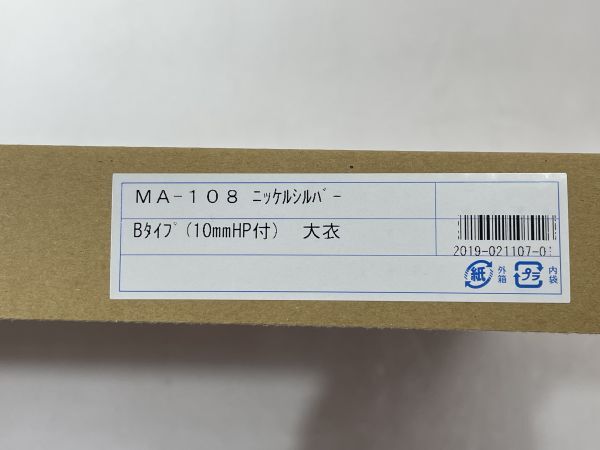 MA-108 ニッケルシルバー
Bタイプ(10mmHP付) 大衣
2019-021107-0
紙 外箱 プラ 内袋